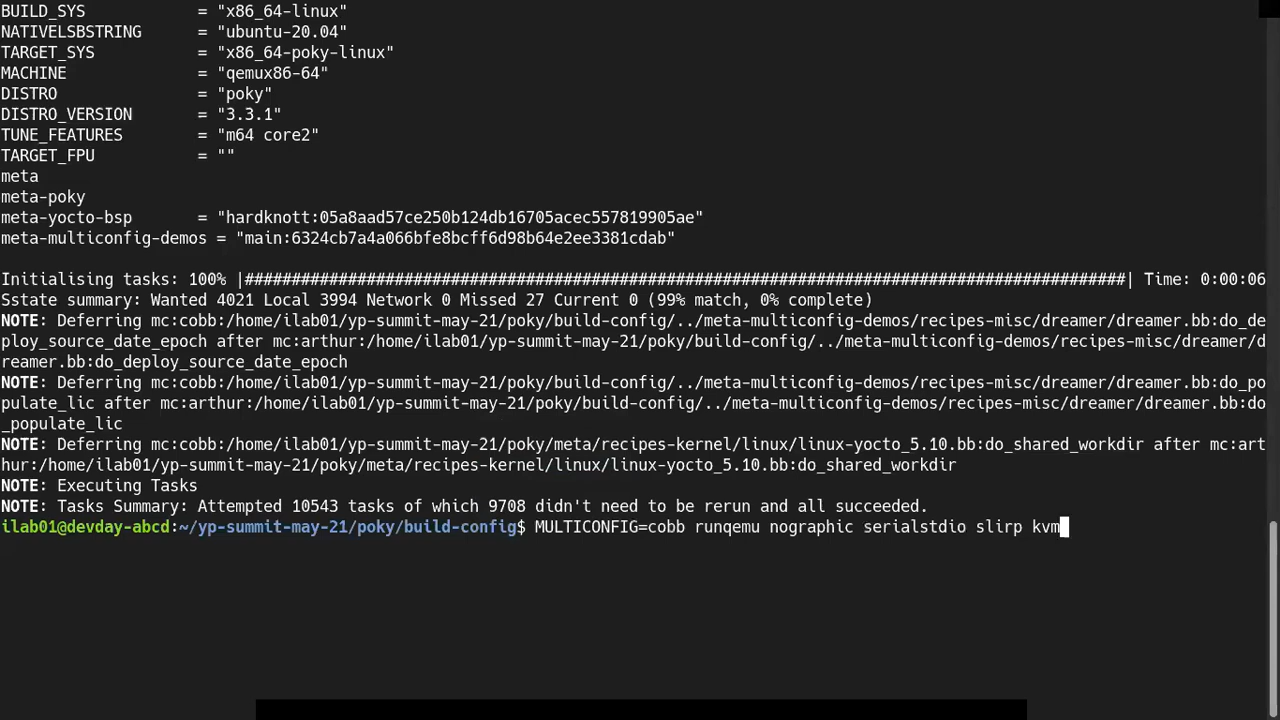 BUILD_SYS            = "x86_64-linux"
NATIVELSBSTRING      = "ubuntu-20.04"
TARGET_SYS           = "x86_64-poky-linux"
MACHINE              = "qemux86-64"
DISTRO               = "poky"
DISTRO_VERSION       = "3.3.1"
TUNE_FEATURES        = "m64 core2"
TARGET_FPU           = ""
meta
meta-poky
meta-yocto-bsp       = "hardknott:05a8aad57ce250b124db16705acec557819905ae"
meta-multiconfig-demos = "main:6324cb7a4a066bfe8bcff6d98b64e2ee3381cdab"
Initialising tasks: 100% |##############################################################################################| Time: 0:00:06
Sstate summary: Wanted 4021 Local 3994 Network 0 Missed 27 Current 0 (99% match, 0% complete)
NOTE: Deferring mc:cobb:/home/ilab01/yp-summit-may-21/poky/build-config/../meta-multiconfig-demos/recipes-misc/dreamer/dreamer.bb:do_de
ploy_source_date_epoch after mc:arthur:/home/ilab01/yp-summit-may-21/poky/build-config/../meta-multiconfig-demos/recipes-misc/dreamer/d
reamer.bb:do_deploy_source_date_epoch
NOTE: Deferring mc:cobb:/home/ilab01/yp-summit-may-21/poky/build-config/../meta-multiconfig-demos/recipes-misc/dreamer/dreamer.bb:do_po
pulate_lic after mc:arthur:/home/ilab01/yp-summit-may-21/poky/build-config/../meta-multiconfig-demos/recipes-misc/dreamer/dreamer.bb:do
_populate_lic
NOTE: Deferring mc:cobb:/home/ilab01/yp-summit-may-21/poky/meta/recipes-kernel/linux/linux-yocto_5.10.bb:do_shared_workdir after mc:art
hur:/home/ilab01/yp-summit-may-21/poky/meta/recipes-kernel/linux/linux-yocto_5.10.bb:do_shared_workdir
NOTE: Executing Tasks
NOTE: Tasks Summary: Attempted 10543 tasks of which 9708 didn't need to be rerun and all succeeded.
ilab01@devday-abcd:~/yp-summit-may-21/poky/build-config$ MULTICONFIG=cobb runqemu nographic serialstdio slirp kvm